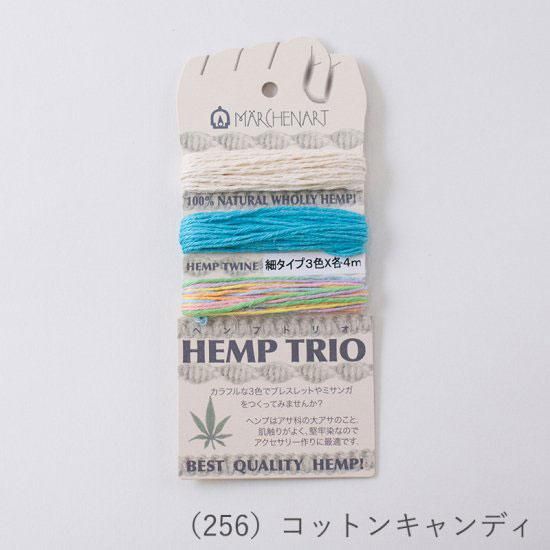 MARCHENART
100% NATURAL WHOLLY HEMP!
HEMP TWINE 細タイプ3色X各4m
ヘンプトリオ
HEMP TRIO
カラフルな3色でブレスレットやミサンガ
をつくってみませんか?
ヘンプはアサ科の大アサのこと。
肌触りがよく、堅牢染なので
アクセサリー作りに最適です。
BEST QUALITY HEMP!
(256) コットンキャンディ